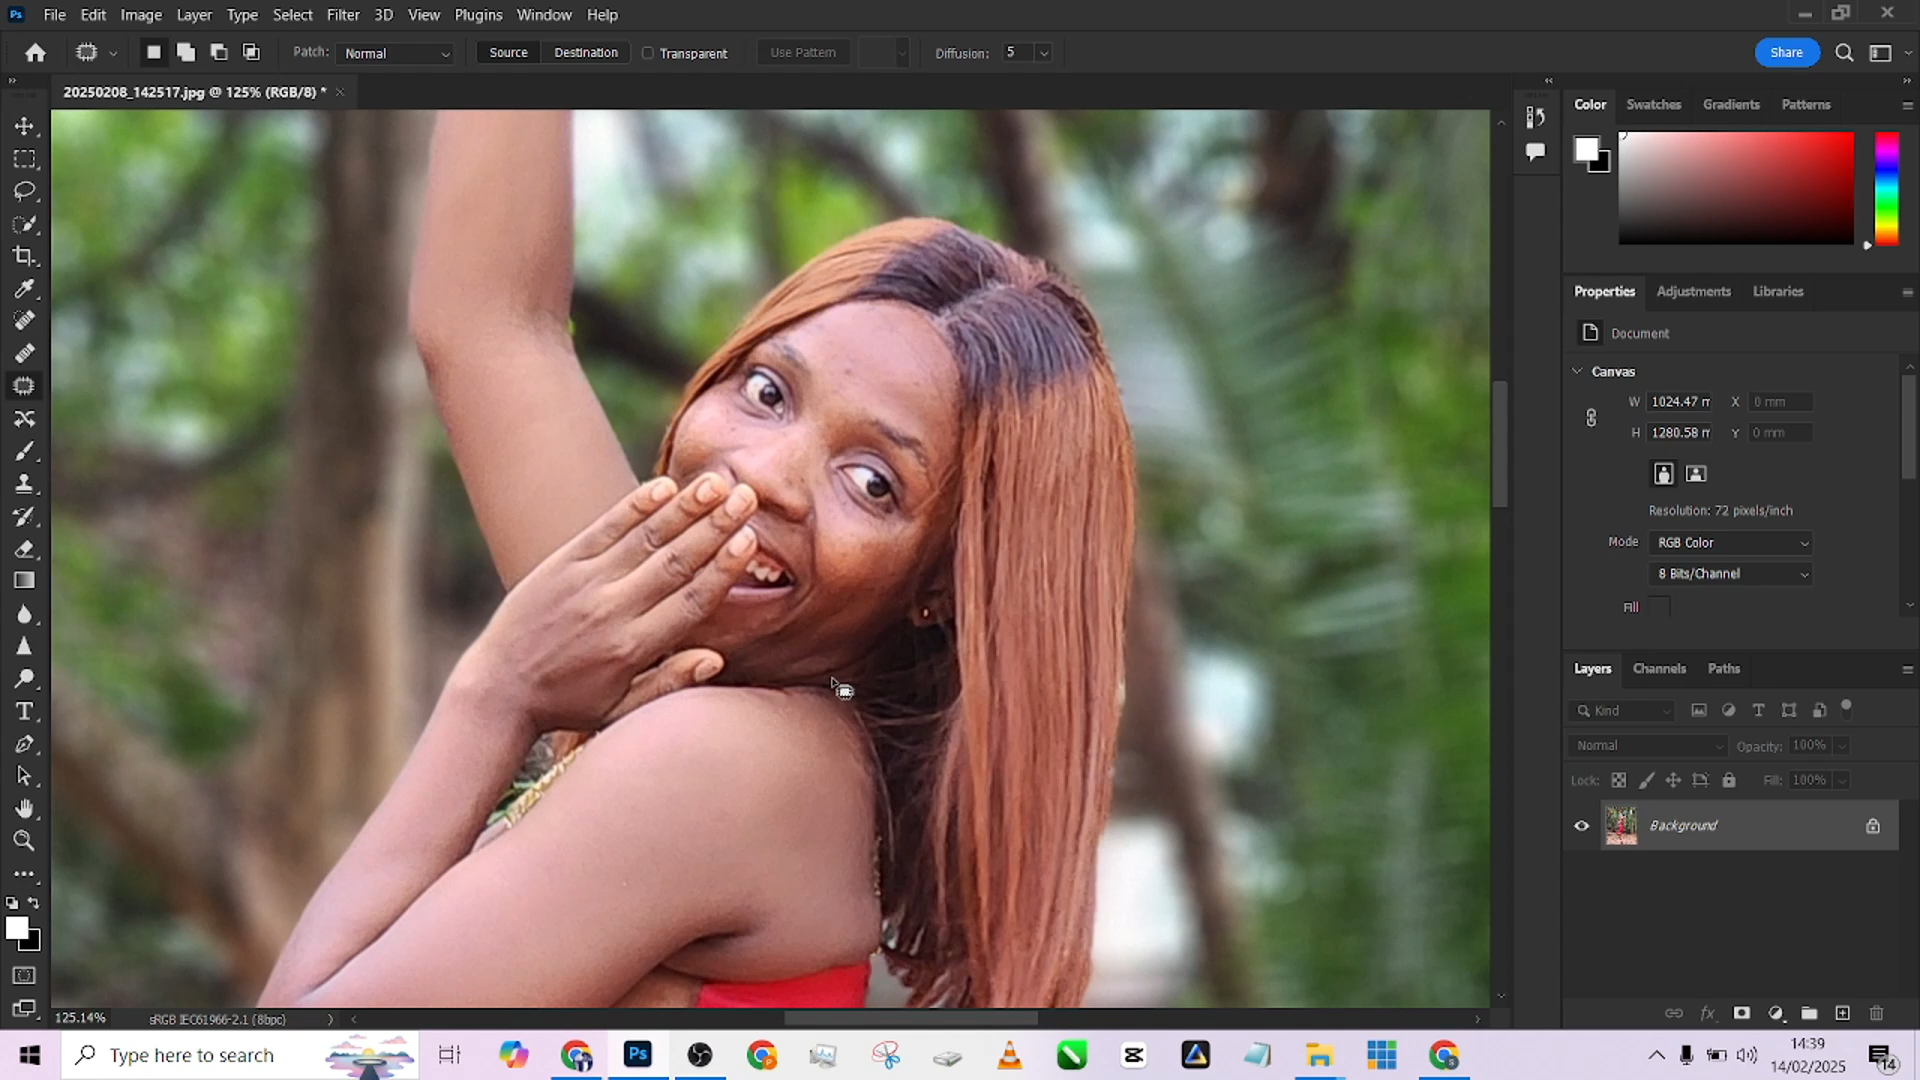 Ps File Edit Image Layer Type Select Filter 3D View Plugins Window Help
Patch: Normal Source Destination Transparent Use Pattern Diffusion: 5 Share
20250208_142517.jpg @ 125% (RGB/8) *
Color Swatches Gradients Patterns
Properties Adjustments Libraries
Document
Canvas
W 1024.47 m X 0 mm
H 1280.58 m Y 0 mm
Resolution: 72 pixels/inch
Mode RGB Color
8 Bits/Channel
Fill
Layers Channels Paths
Kind
Normal Opacity: 100%
Lock: Fill: 100%
Background
fx
125.14% sRGB IEC61966-2.1 (8bpc)
Type here to search
Ps
14:39
14/02/2025
14